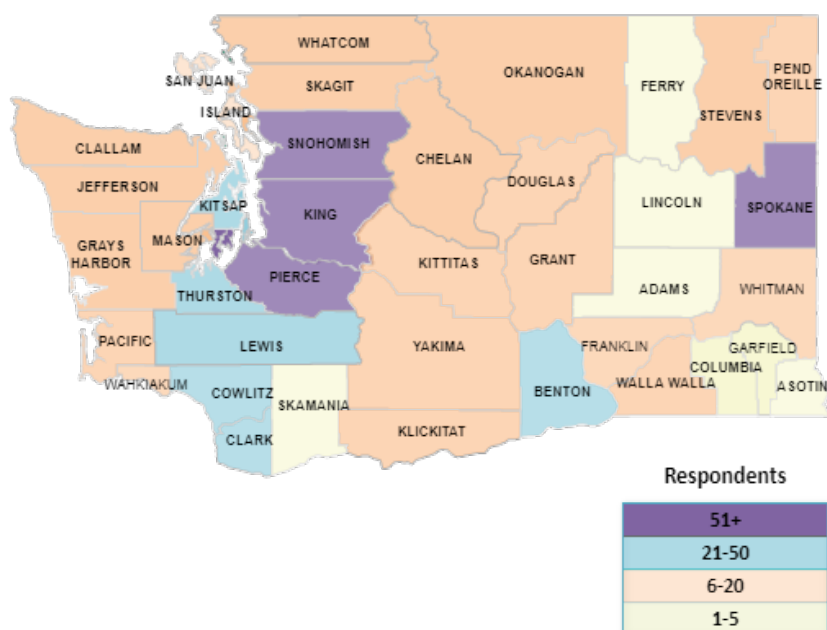 WHATCOM
SAN JUAN
SKAGIT
ISLAND
OKANOGAN
FERRY
PEND
OREILLE
STEVENS
SNOHOMISH
CLALLAM
CHELAN
JEFFERSON
DOUGLAS
KITSAP
LINCOLN
SPOKANE
KING
MASON
GRAYS
HARBOR
KITTITAS
GRANT
PIERCE
THURSTON
ADAMS
WHITMAN
PACIFIC
LEWIS
YAKIMA
FRANKLIN
GARFIELD
COLUMBIA
WAHKIAKUM
COWLITZ
SKAMANIA
BENTON
WALLA WALLA
ASOTIN
CLARK
KLICKITAT
Respondents
51+
21-50
6-20
1-5